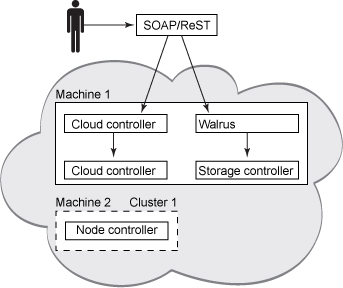 SOAP/ReST
Machine 1
Cloud controller
Walrus
Cloud controller
Storage controller
Machine 2 Cluster 1
Node controller